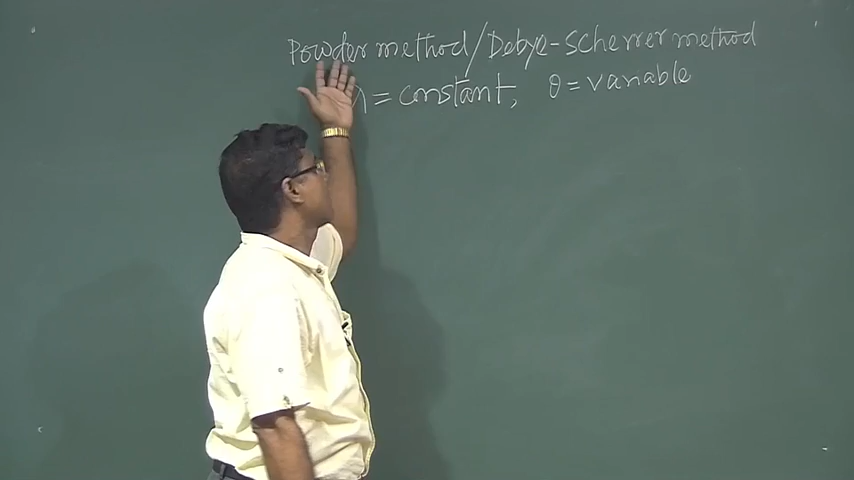 Powder method/Debye-Scherrer method
λ = constant, θ = variable